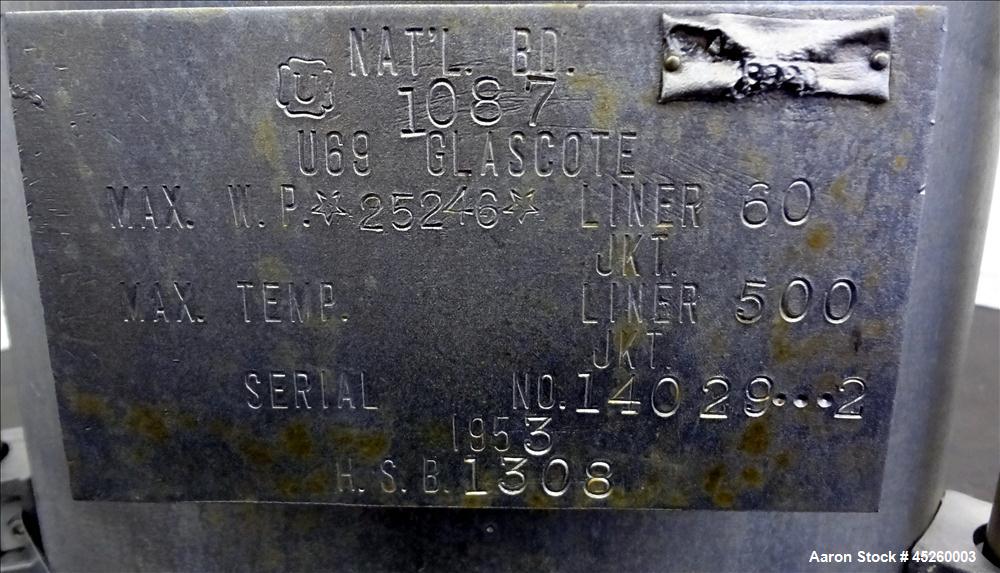 NAT'L. BD.
U 1087
U69 GLASCOTE
MAX. W.P. *25246* LINER 60
JKT.
MAX. TEMP. LINER 500
JKT.
SERIAL NO. 14029...2
1953
H.S.B. 1308
Aaron Stock # 45260003